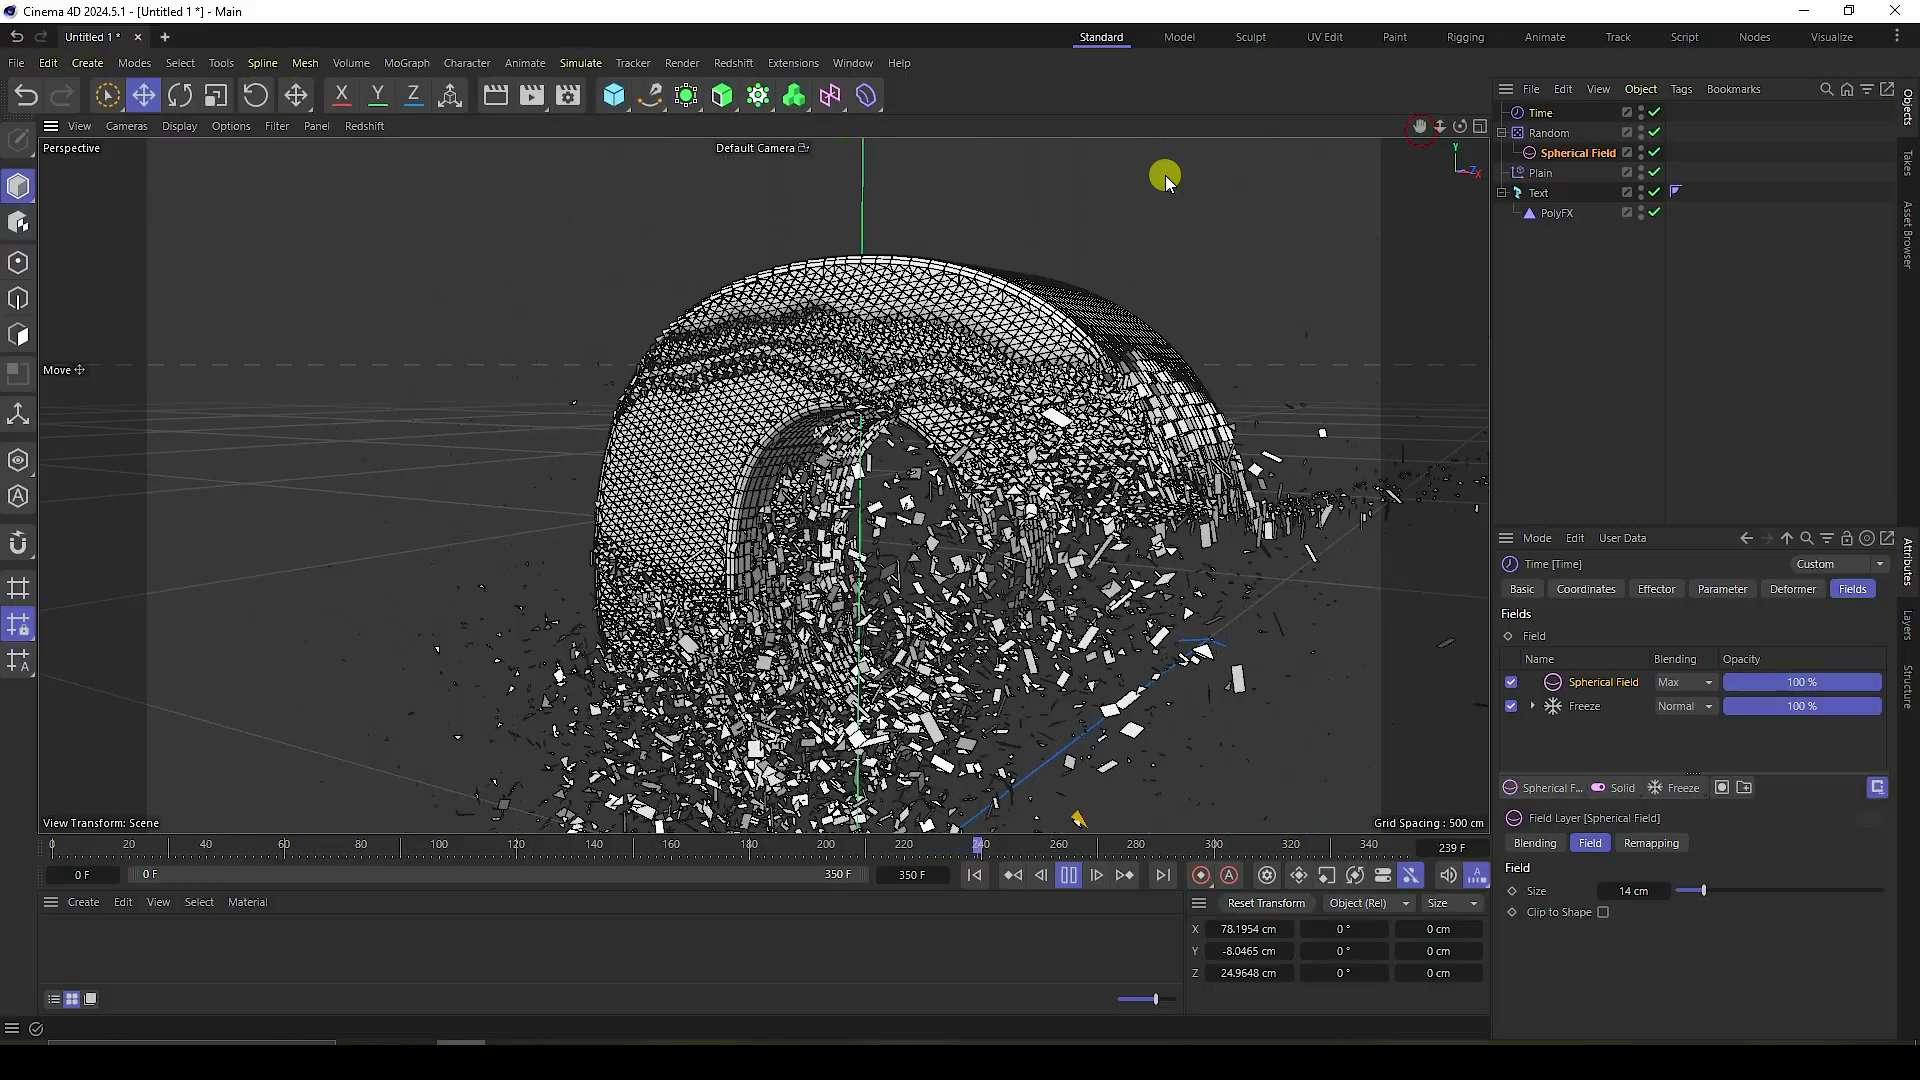 Cinema 4D 2024.5.1 - [Untitled 1 *] - Main
Untitled 1 *
Standard Model Sculpt UV Edit Paint Rigging Animate Track Script Nodes Visualize
File Edit Create Modes Select Tools Spline Mesh Volume MoGraph Character Animate Simulate Tracker Render Redshift Extensions Window Help
X Y Z
File Edit View Object Tags Bookmarks
View Cameras Display Options Filter Panel Redshift
Perspective
Default Camera
Y
Z
X
Move
View Transform: Scene
Grid Spacing : 500 cm
Time
Random
Spherical Field
Plain
Text
PolyFX
Objects
Takes
Asset Browser
Mode Edit User Data
Time [Time]
Custom
Basic Coordinates Effector Parameter Deformer Fields
Fields
Field
Name Blending Opacity
Spherical Field Max 100 %
Freeze Normal 100 %
Spherical F... Solid Freeze
Field Layer [Spherical Field]
Blending Field Remapping
Field
Size 14 cm
Clip to Shape
Attributes
Layers
Structure
0 20 40 60 80 100 120 140 160 180 200 220 240 260 280 300 320 340
239 F
0 F 0 F 350 F 350 F
Create Edit View Select Material
Reset Transform Object (Rel) Size
X 78.1954 cm 0 ° 0 cm
Y -8.0465 cm 0 ° 0 cm
Z 24.9648 cm 0 ° 0 cm